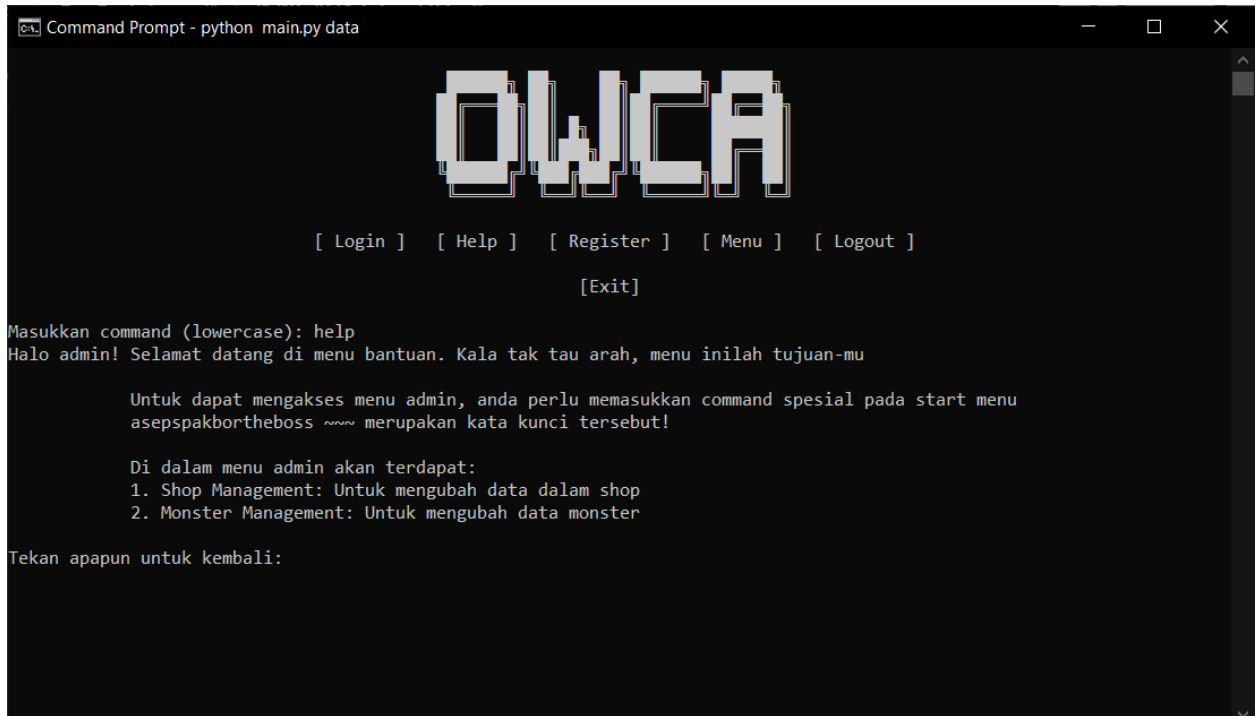 Command Prompt - python  main.py data
OWCA
[ Login ]   [ Help ]   [ Register ]   [ Menu ]   [ Logout ]
[Exit]
Masukkan command (lowercase): help
Halo admin! Selamat datang di menu bantuan. Kala tak tau arah, menu inilah tujuan-mu
Untuk dapat mengakses menu admin, anda perlu memasukkan command spesial pada start menu
asepspakbortheboss ~~~ merupakan kata kunci tersebut!
Di dalam menu admin akan terdapat:
1. Shop Management: Untuk mengubah data dalam shop
2. Monster Management: Untuk mengubah data monster
Tekan apapun untuk kembali: